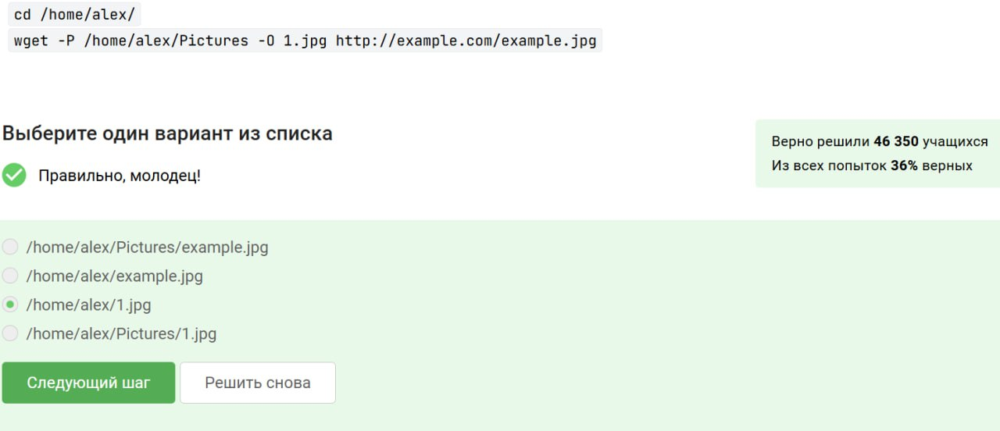 cd /home/alex/
wget -P /home/alex/Pictures -O 1.jpg http://example.com/example.jpg
Выберите один вариант из списка
Правильно, молодец!
Верно решили 46 350 учащихся
Из всех попыток 36% верных
/home/alex/Pictures/example.jpg
/home/alex/example.jpg
/home/alex/1.jpg
/home/alex/Pictures/1.jpg
Следующий шаг
Решить снова